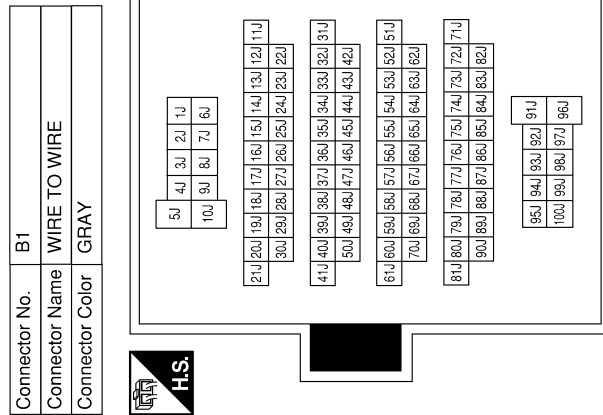 Connector No. B1
Connector Name WIRE TO WIRE
Connector Color GRAY
H.S.
5J 4J 3J 2J 1J
10J 9J 8J 7J 6J
21J 20J 19J 18J 17J 16J 15J 14J 13J 12J 11J
30J 29J 28J 27J 26J 25J 24J 23J 22J
41J 40J 39J 38J 37J 36J 35J 34J 33J 32J 31J
50J 49J 48J 47J 46J 45J 44J 43J 42J
61J 60J 59J 58J 57J 56J 55J 54J 53J 52J 51J
70J 69J 68J 67J 66J 65J 64J 63J 62J
81J 80J 79J 78J 77J 76J 75J 74J 73J 72J 71J
90J 89J 88J 87J 86J 85J 84J 83J 82J
95J 94J 93J 92J 91J
100J 99J 98J 97J 96J